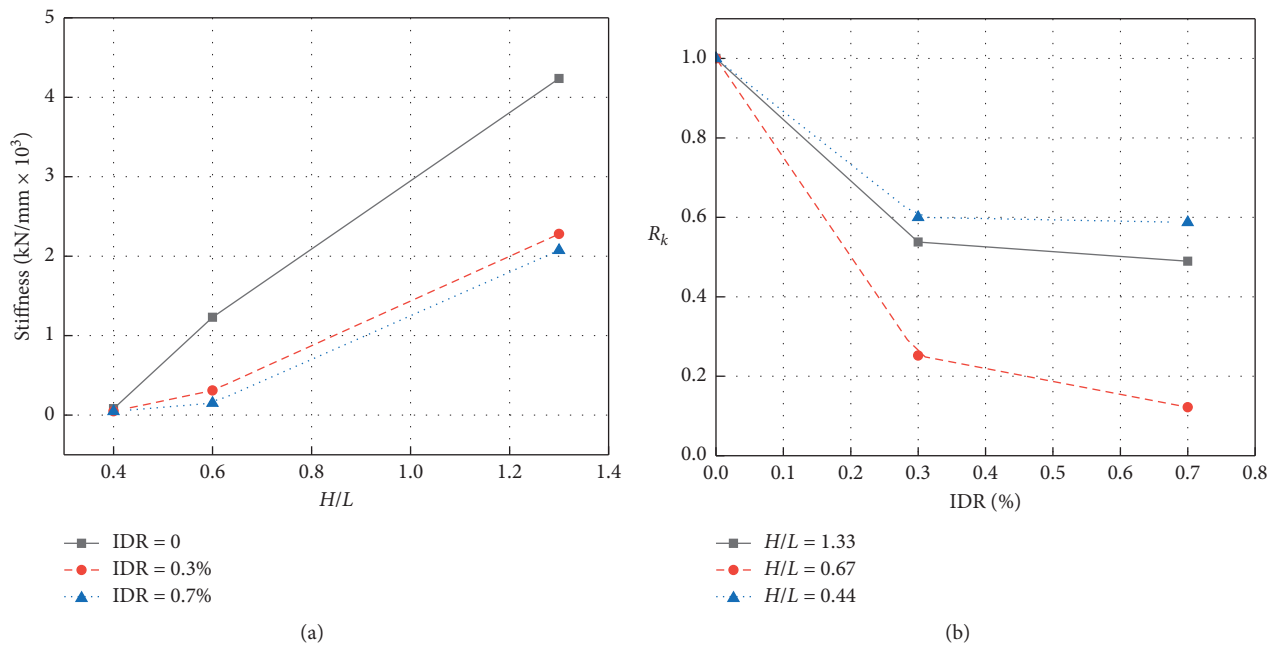 5
4
3
2
1
0
Stiffness (kN/mm × 10³)
0.4 0.6 0.8 1.0 1.2 1.4
H/L
IDR = 0
IDR = 0.3%
IDR = 0.7%
(a)
1.0
0.8
0.6
0.4
0.2
0.0
Rₖ
0.0 0.1 0.2 0.3 0.4 0.5 0.6 0.7 0.8
IDR (%)
H/L = 1.33
H/L = 0.67
H/L = 0.44
(b)